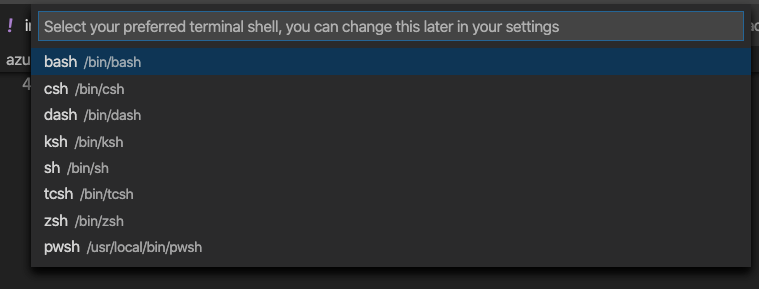 Select your preferred terminal shell, you can change this later in your settings
bash /bin/bash
csh /bin/csh
dash /bin/dash
ksh /bin/ksh
sh /bin/sh
tcsh /bin/tcsh
zsh /bin/zsh
pwsh /usr/local/bin/pwsh
!
azu
4